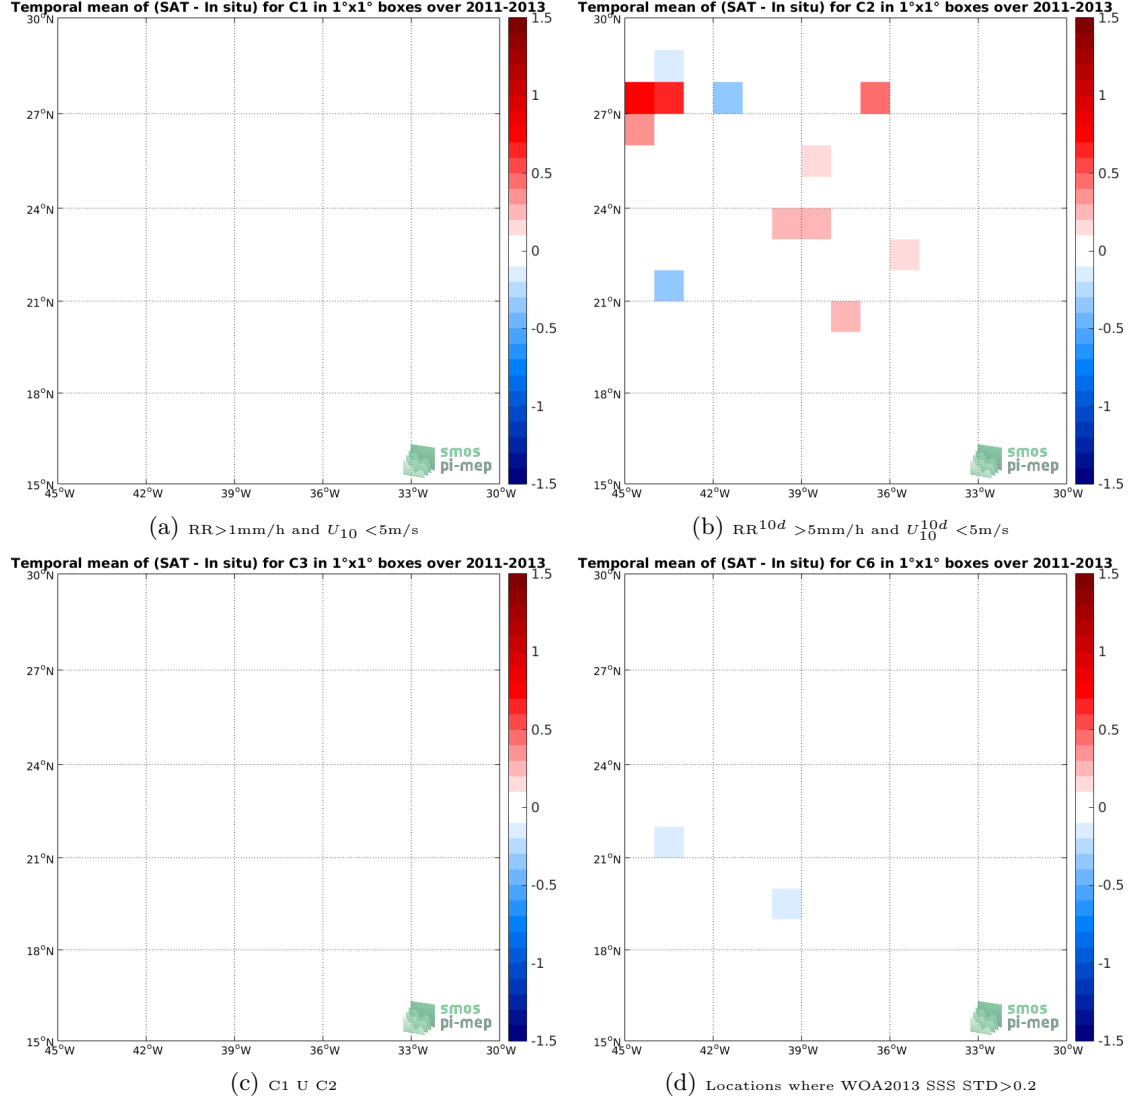 Temporal mean of (SAT - In situ) for C1 in 1°x1° boxes over 2011-2013
30°N
27°N
24°N
21°N
18°N
15°N
45°W 42°W 39°W 36°W 33°W 30°W
1.5
1
0.5
0
-0.5
-1
-1.5
smos
pi-mep
(a) RR>1mm/h and U10 <5m/s
Temporal mean of (SAT - In situ) for C2 in 1°x1° boxes over 2011-2013
30°N
27°N
24°N
21°N
18°N
15°N
45°W 42°W 39°W 36°W 33°W 30°W
1.5
1
0.5
0
-0.5
-1
-1.5
smos
pi-mep
(b) RR^10d >5mm/h and U10^10d <5m/s
Temporal mean of (SAT - In situ) for C3 in 1°x1° boxes over 2011-2013
30°N
27°N
24°N
21°N
18°N
15°N
45°W 42°W 39°W 36°W 33°W 30°W
1.5
1
0.5
0
-0.5
-1
-1.5
smos
pi-mep
(c) C1 U C2
Temporal mean of (SAT - In situ) for C6 in 1°x1° boxes over 2011-2013
30°N
27°N
24°N
21°N
18°N
15°N
45°W 42°W 39°W 36°W 33°W 30°W
1.5
1
0.5
0
-0.5
-1
-1.5
smos
pi-mep
(d) Locations where WOA2013 SSS STD>0.2